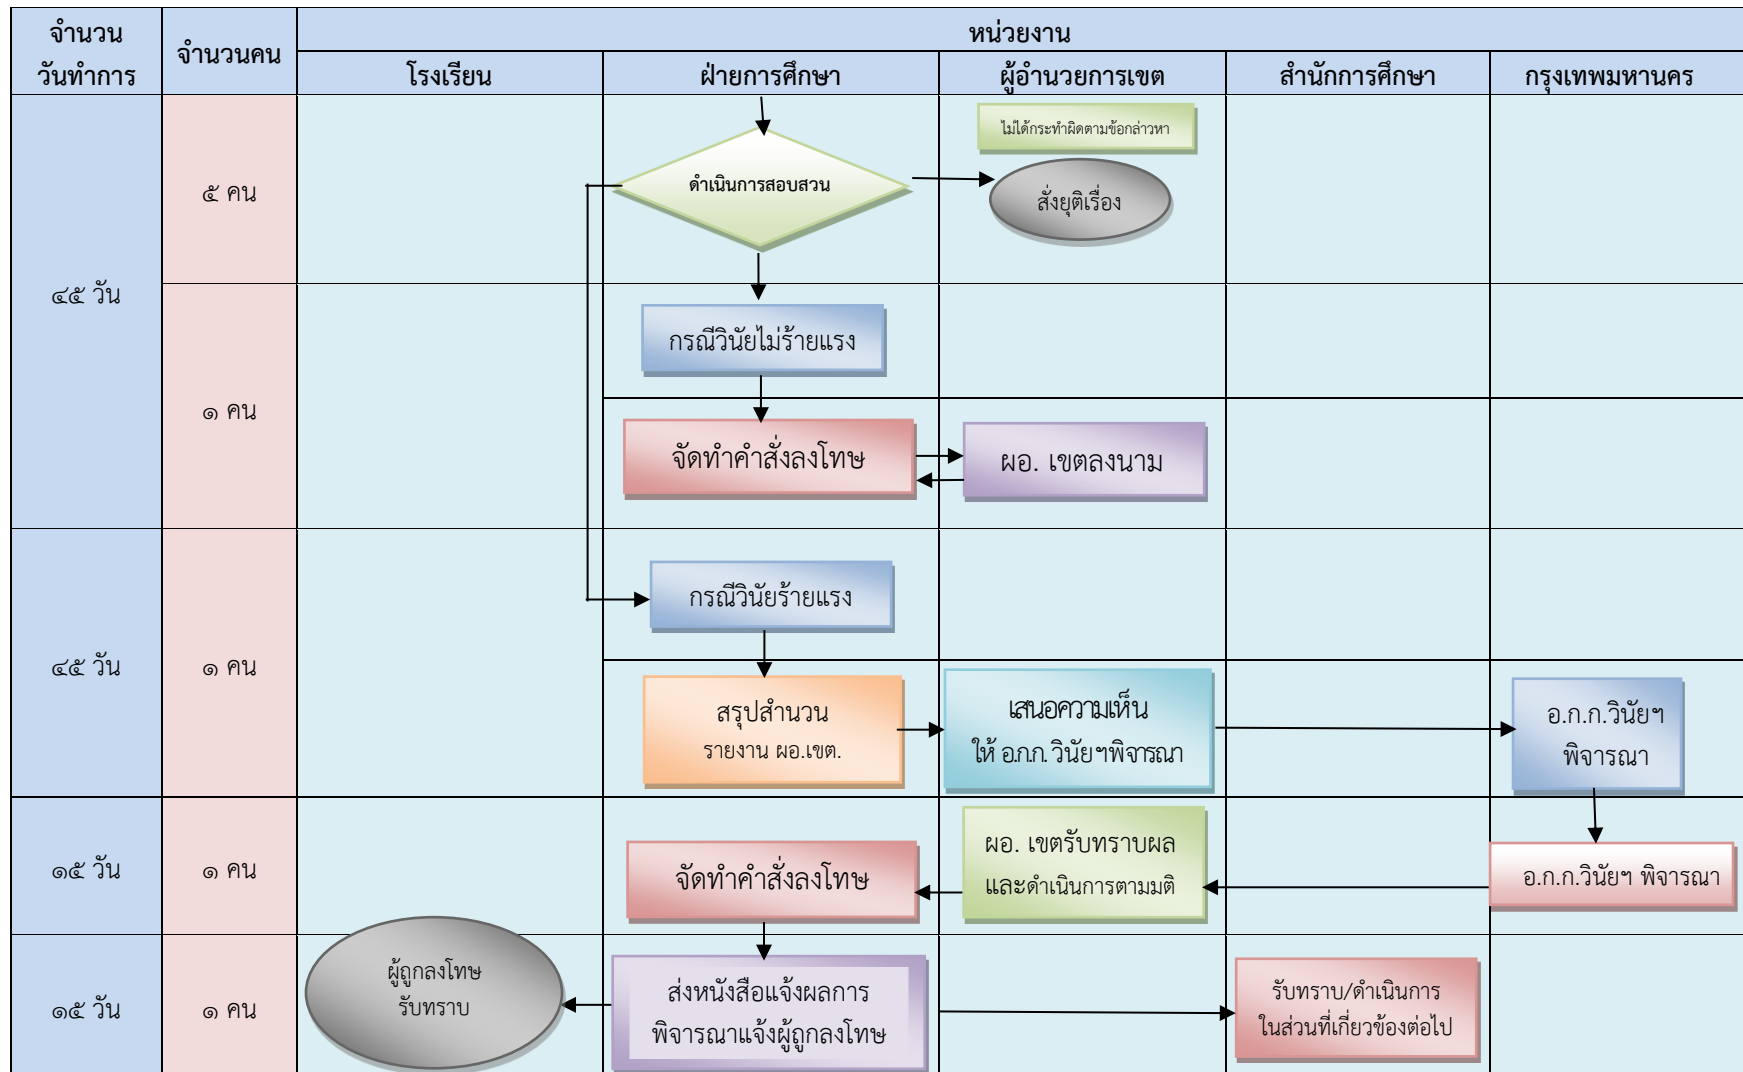 จำนวน
วันทำการ
จำนวนคน
หน่วยงาน
โรงเรียน
ฝ่ายการศึกษา
ผู้อำนวยการเขต
สำนักการศึกษา
กรุงเทพมหานคร
๔๕ วัน
๕ คน
ดำเนินการสอบสวน
ไม่ได้กระทำผิดตามข้อกล่าวหา
สั่งยุติเรื่อง
๑ คน
กรณีวินัยไม่ร้ายแรง
จัดทำคำสั่งลงโทษ
ผอ. เขตลงนาม
๔๕ วัน
๑ คน
กรณีวินัยร้ายแรง
สรุปสำนวน
รายงาน ผอ.เขต.
เสนอความเห็น
ให้ อ.ก.ก. วินัยฯพิจารณา
อ.ก.ก.วินัยฯ
พิจารณา
๑๕ วัน
๑ คน
จัดทำคำสั่งลงโทษ
ผอ. เขตรับทราบผล
และดำเนินการตามมติ
อ.ก.ก.วินัยฯ พิจารณา
๑๕ วัน
๑ คน
ผู้ถูกลงโทษ
รับทราบ
ส่งหนังสือแจ้งผลการ
พิจารณาแจ้งผู้ถูกลงโทษ
รับทราบ/ดำเนินการ
ในส่วนที่เกี่ยวข้องต่อไป